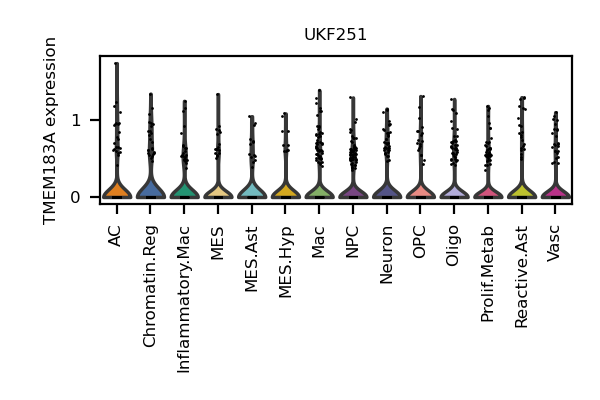 UKF251
TMEM183A expression
1
0
AC
Chromatin.Reg
Inflammatory.Mac
MES
MES.Ast
MES.Hyp
Mac
NPC
Neuron
OPC
Oligo
Prolif.Metab
Reactive.Ast
Vasc